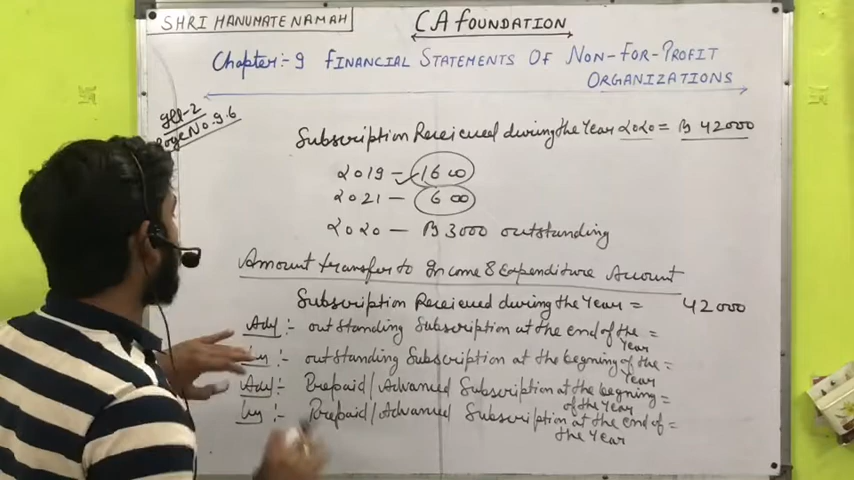 SHRI HANUMATE NAMAH
CA FOUNDATION
Chapter:-9 FINANCIAL STATEMENTS OF NON-FOR-PROFIT
ORGANIZATIONS
ill-2
Page No. 9.6
Subscription Received during the Year 2020 = ₨ 42000
2019 - 1600
2021 - 600
2020 - ₨ 3000 outstanding
Amount transfer to Income & Expenditure Account
Subscription Received during the Year = 42000
Add :- outstanding Subscription at the end of the Year =
:- outstanding Subscription at the begning of the Year =
Add :- Prepaid/Advanced Subscription at the begning of the Year =
:- Prepaid/Advanced Subscription at the end of the Year =